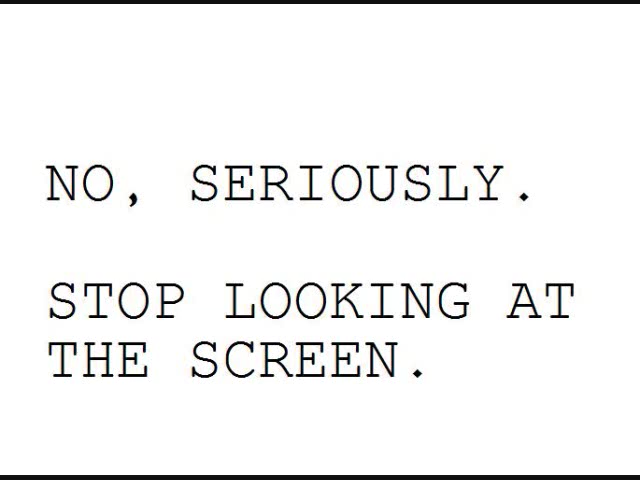 NO, SERIOUSLY.
STOP LOOKING AT
THE SCREEN.